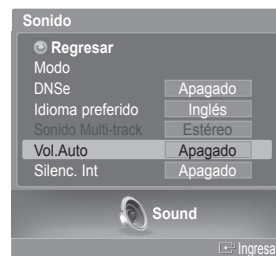 Sonido
Regresar
Modo
DNSe Apagado
Idioma preferido Inglés
Sonido Multi-track Estéreo
Vol.Auto Apagado
Silenc. Int Apagado
Sound
Ingresa